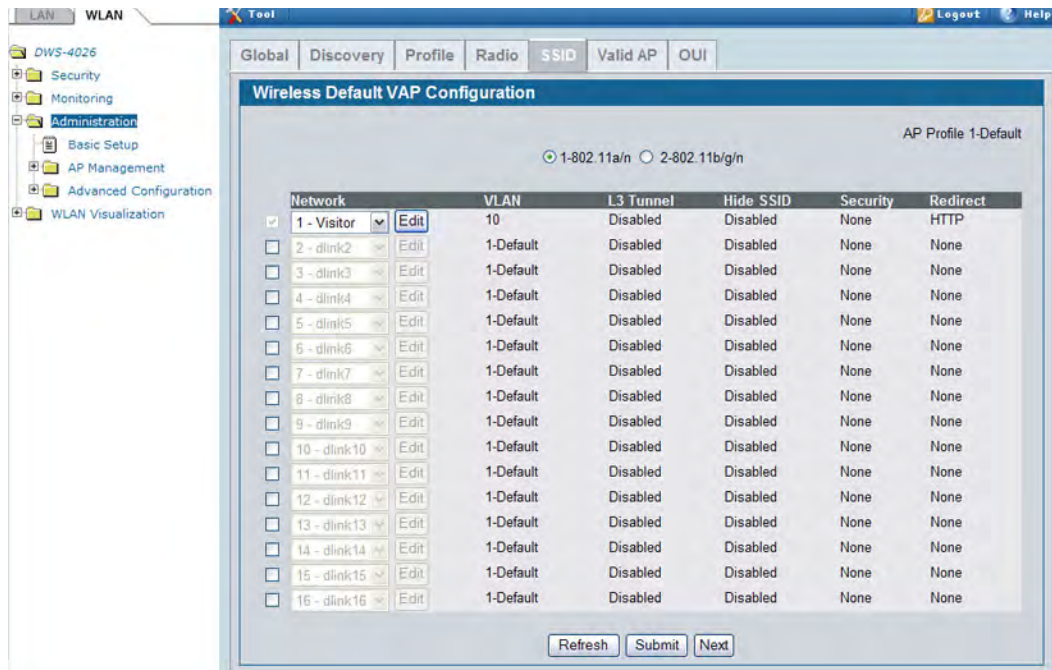 LAN WLAN Tool Logout Help
DWS-4026
Security
Monitoring
Administration
Basic Setup
AP Management
Advanced Configuration
WLAN Visualization
Global Discovery Profile Radio SSID Valid AP OUI
Wireless Default VAP Configuration
AP Profile 1-Default
1-802.11a/n 2-802.11b/g/n
Network VLAN L3 Tunnel Hide SSID Security Redirect
1 - Visitor Edit 10 Disabled Disabled None HTTP
2 - dlink2 Edit 1-Default Disabled Disabled None None
3 - dlink3 Edit 1-Default Disabled Disabled None None
4 - dlink4 Edit 1-Default Disabled Disabled None None
5 - dlink5 Edit 1-Default Disabled Disabled None None
6 - dlink6 Edit 1-Default Disabled Disabled None None
7 - dlink7 Edit 1-Default Disabled Disabled None None
8 - dlink8 Edit 1-Default Disabled Disabled None None
9 - dlink9 Edit 1-Default Disabled Disabled None None
10 - dlink10 Edit 1-Default Disabled Disabled None None
11 - dlink11 Edit 1-Default Disabled Disabled None None
12 - dlink12 Edit 1-Default Disabled Disabled None None
13 - dlink13 Edit 1-Default Disabled Disabled None None
14 - dlink14 Edit 1-Default Disabled Disabled None None
15 - dlink15 Edit 1-Default Disabled Disabled None None
16 - dlink16 Edit 1-Default Disabled Disabled None None
Refresh Submit Next